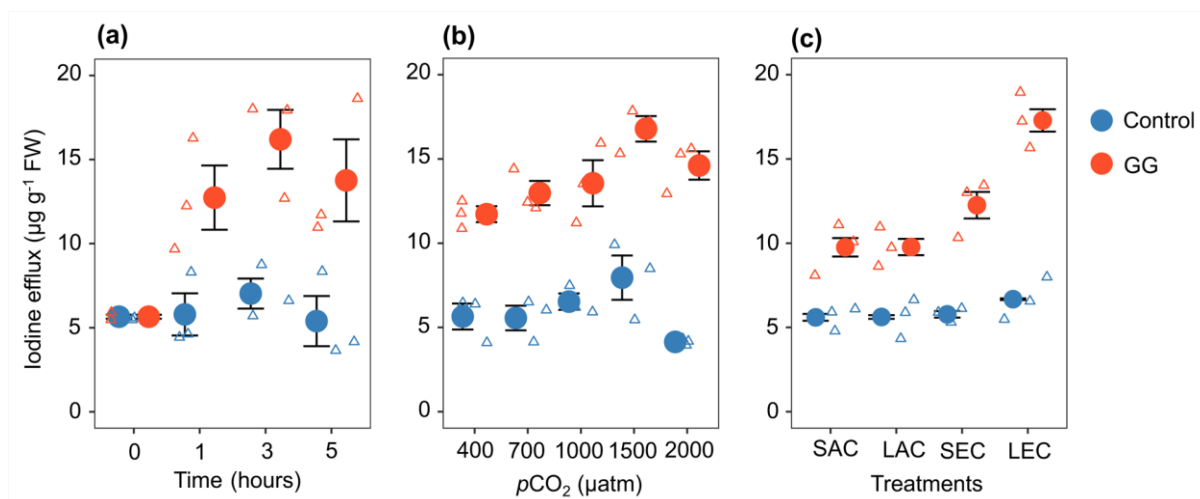 (a)
(b)
(c)
Iodine efflux (µg g⁻¹ FW)
20
15
10
5
0
0 1 3 5
Time (hours)
20
15
10
5
0
400 700 1000 1500 2000
pCO₂ (µatm)
20
15
10
5
0
SAC LAC SEC LEC
Treatments
Control
GG